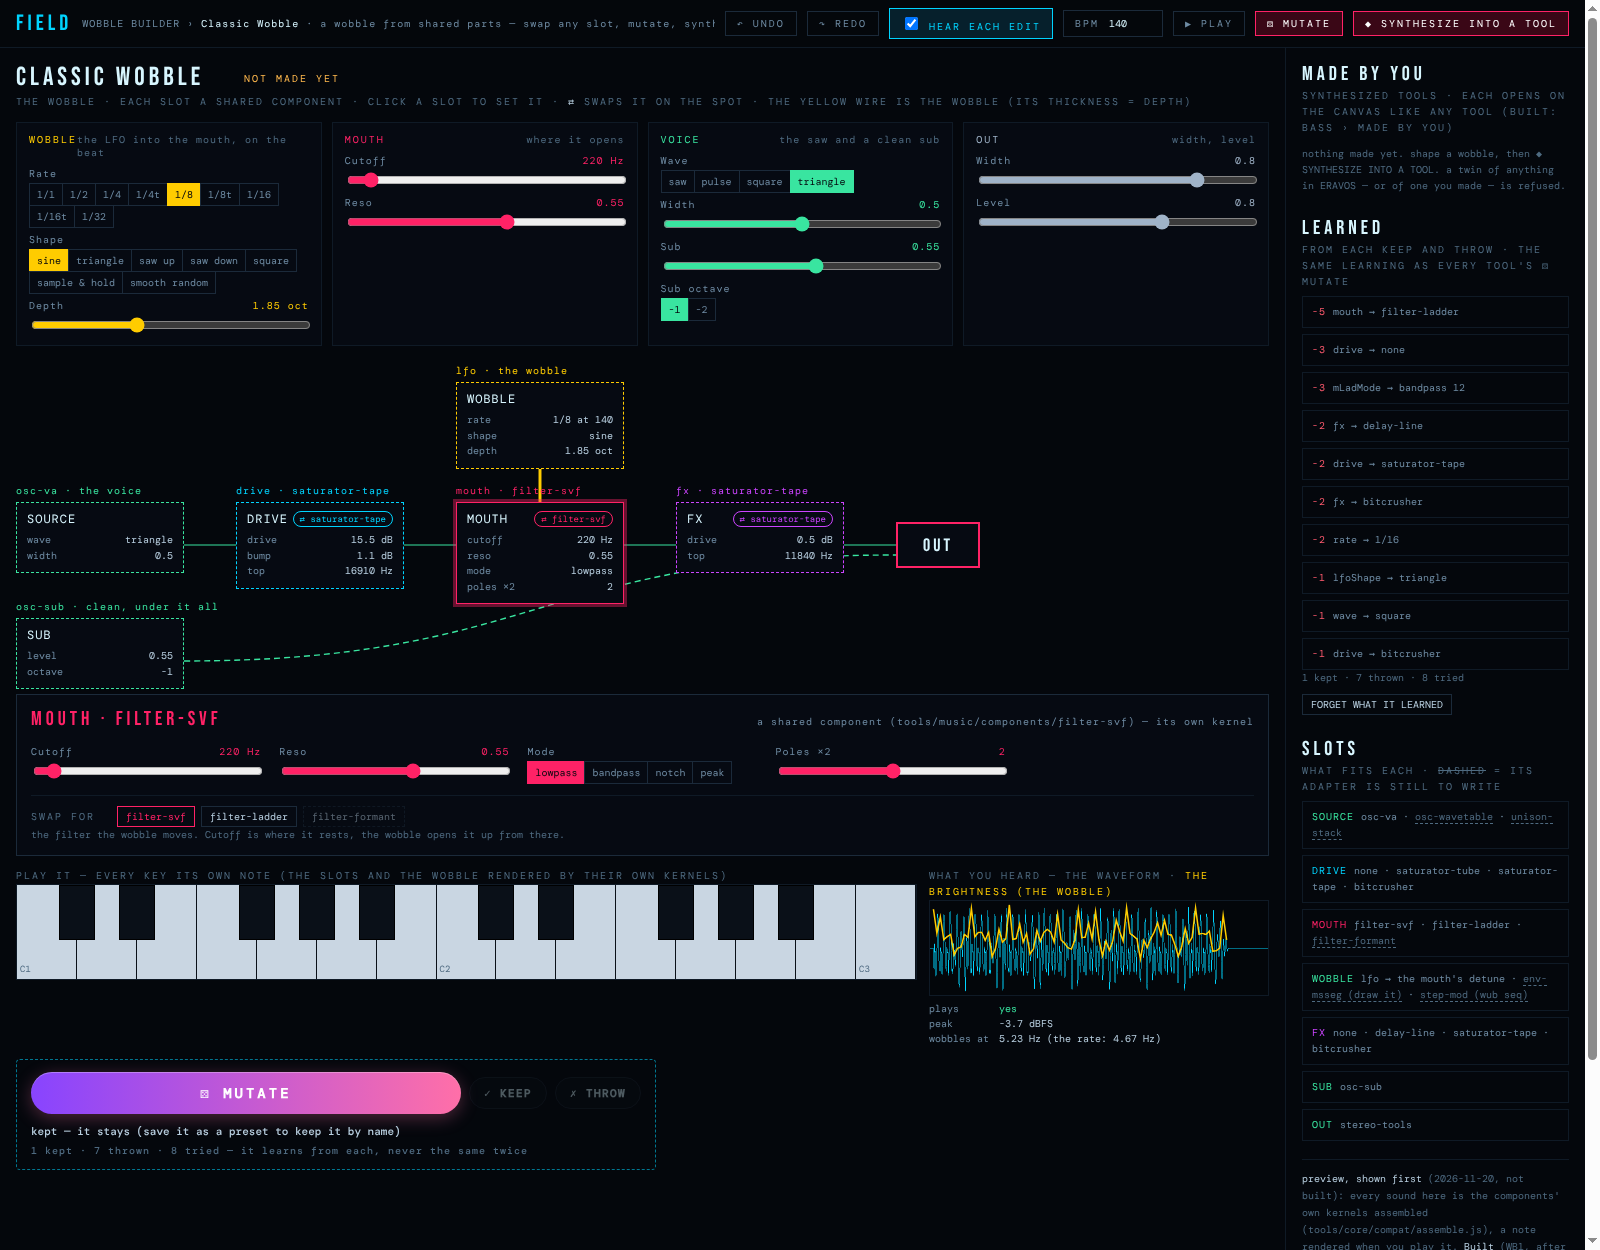 FIELD WOBBLE BUILDER › Classic Wobble · a wobble from shared parts — swap any slot, mutate, synth ↶ UNDO ↷ REDO HEAR EACH EDIT BPM 140 ▶ PLAY ⚄ MUTATE ◆ SYNTHESIZE INTO A TOOL
CLASSIC WOBBLE NOT MADE YET
THE WOBBLE · EACH SLOT A SHARED COMPONENT · CLICK A SLOT TO SET IT · ⇄ SWAPS IT ON THE SPOT · THE YELLOW WIRE IS THE WOBBLE (ITS THICKNESS = DEPTH)
WOBBLE the LFO into the mouth, on the
beat
Rate
1/1 1/2 1/4 1/4t 1/8 1/8t 1/16
1/16t 1/32
Shape
sine triangle saw up saw down square
sample & hold smooth random
Depth 1.85 oct
MOUTH where it opens
Cutoff 220 Hz
Reso 0.55
VOICE the saw and a clean sub
Wave
saw pulse square triangle
Width 0.5
Sub 0.55
Sub octave
-1 -2
OUT width, level
Width 0.8
Level 0.8
lfo · the wobble
WOBBLE
rate 1/8 at 140
shape sine
depth 1.85 oct
osc-va · the voice
SOURCE
wave triangle
width 0.5
drive · saturator-tape
DRIVE ⇄ saturator-tape
drive 15.5 dB
bump 1.1 dB
top 16910 Hz
mouth · filter-svf
MOUTH ⇄ filter-svf
cutoff 220 Hz
reso 0.55
mode lowpass
poles ×2 2
fx · saturator-tape
FX ⇄ saturator-tape
drive 0.5 dB
top 11840 Hz
OUT
osc-sub · clean, under it all
SUB
level 0.55
octave -1
MOUTH · FILTER-SVF a shared component (tools/music/components/filter-svf) — its own kernel
Cutoff 220 Hz Reso 0.55 Mode Poles ×2 2
lowpass bandpass notch peak
SWAP FOR filter-svf filter-ladder filter-formant
the filter the wobble moves. Cutoff is where it rests, the wobble opens it up from there.
PLAY IT — EVERY KEY ITS OWN NOTE (THE SLOTS AND THE WOBBLE RENDERED BY THEIR OWN KERNELS)
C1 C2 C3
WHAT YOU HEARD — THE WAVEFORM · THE
BRIGHTNESS (THE WOBBLE)
plays yes
peak -3.7 dBFS
wobbles at 5.23 Hz (the rate: 4.67 Hz)
⚄ MUTATE ✓ KEEP ✗ THROW
kept — it stays (save it as a preset to keep it by name)
1 kept · 7 thrown · 8 tried — it learns from each, never the same twice
MADE BY YOU
SYNTHESIZED TOOLS · EACH OPENS ON
THE CANVAS LIKE ANY TOOL (BUILT:
BASS › MADE BY YOU)
nothing made yet. shape a wobble, then ◆
SYNTHESIZE INTO A TOOL. a twin of anything
in ERAVOS — or of one you made — is refused.
LEARNED
FROM EACH KEEP AND THROW · THE
SAME LEARNING AS EVERY TOOL'S ⚄
MUTATE
-5 mouth → filter-ladder
-3 drive → none
-3 mLadMode → bandpass 12
-2 fx → delay-line
-2 drive → saturator-tape
-2 fx → bitcrusher
-2 rate → 1/16
-1 lfoShape → triangle
-1 wave → square
-1 drive → bitcrusher
1 kept · 7 thrown · 8 tried
FORGET WHAT IT LEARNED
SLOTS
WHAT FITS EACH · DASHED = ITS
ADAPTER IS STILL TO WRITE
SOURCE osc-va · osc-wavetable · unison-
stack
DRIVE none · saturator-tube · saturator-
tape · bitcrusher
MOUTH filter-svf · filter-ladder ·
filter-formant
WOBBLE lfo → the mouth's detune · env-
msseg (draw it) · step-mod (wub seq)
FX none · delay-line · saturator-tape ·
bitcrusher
SUB osc-sub
OUT stereo-tools
preview, shown first (2026-11-20, not
built): every sound here is the components'
own kernels assembled
(tools/core/compat/assemble.js), a note
rendered when you play it. Built (WB1, after